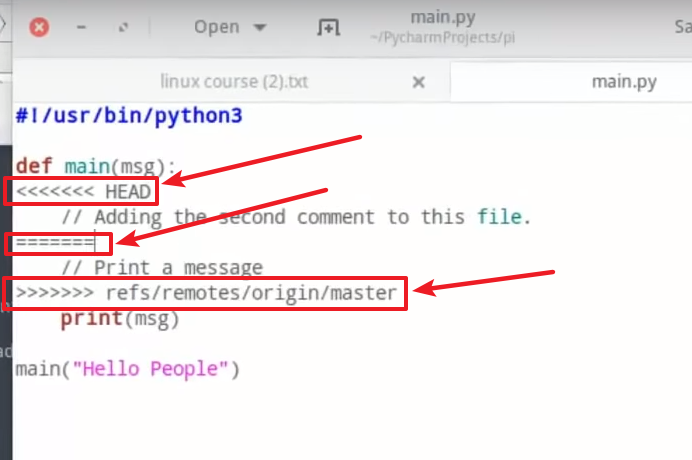 Open
main.py
~/PycharmProjects/pi
linux course (2).txt
main.py
#!/usr/bin/python3
def main(msg):
<<<<<<< HEAD
    // Adding the second comment to this file.
=======
    // Print a message
>>>>>>> refs/remotes/origin/master
    print(msg)
main("Hello People")